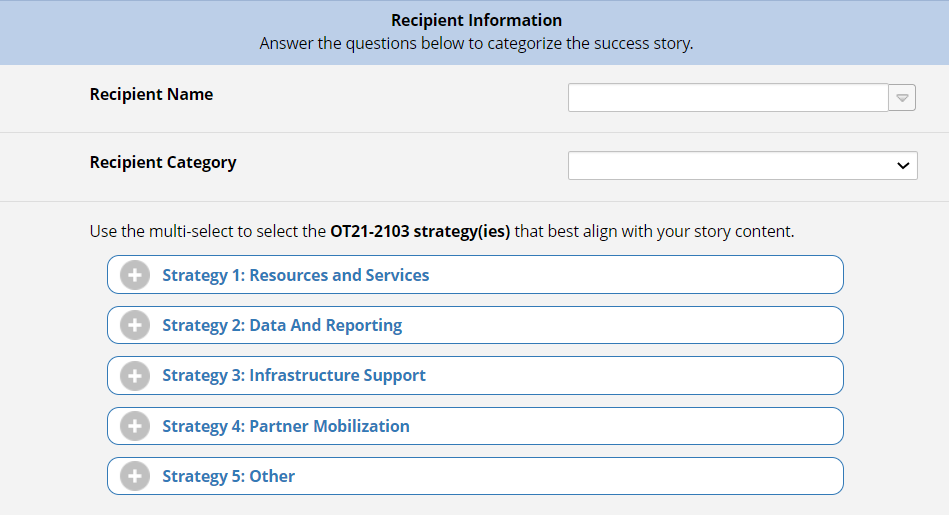 Recipient Information
Answer the questions below to categorize the success story.
Recipient Name
Recipient Category
Use the multi-select to select the OT21-2103 strategy(ies) that best align with your story content.
Strategy 1: Resources and Services
Strategy 2: Data And Reporting
Strategy 3: Infrastructure Support
Strategy 4: Partner Mobilization
Strategy 5: Other